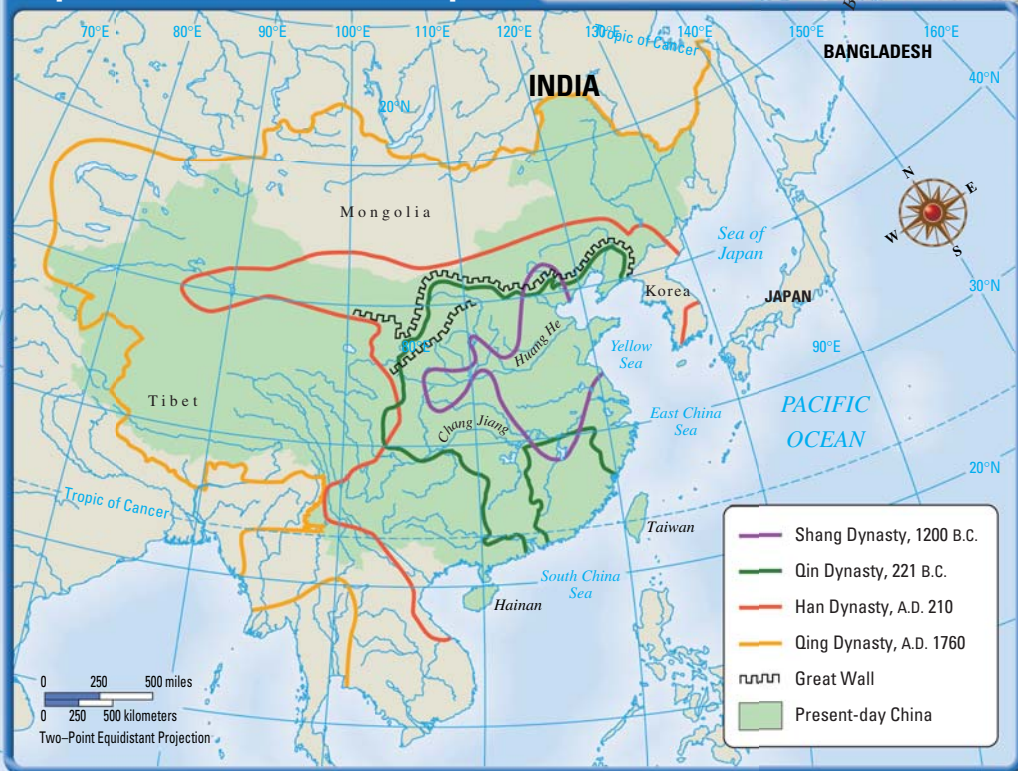 70°E 80°E 90°E 100°E 110°E 120°E 130°E Tropic of Cancer 140°E 150°E 160°E
BANGLADESH
40°N
INDIA
20°N
N
E
W
S
Mongolia
Sea of
Japan
Korea
JAPAN
30°N
Huang He
Yellow
Sea
90°E
Tibet
PACIFIC
OCEAN
East China
Sea
Chang Jiang
20°N
Tropic of Cancer
Taiwan
South China
Sea
Hainan
Shang Dynasty, 1200 B.C.
Qin Dynasty, 221 B.C.
Han Dynasty, A.D. 210
Qing Dynasty, A.D. 1760
Great Wall
Present-day China
0 250 500 miles
0 250 500 kilometers
Two–Point Equidistant Projection